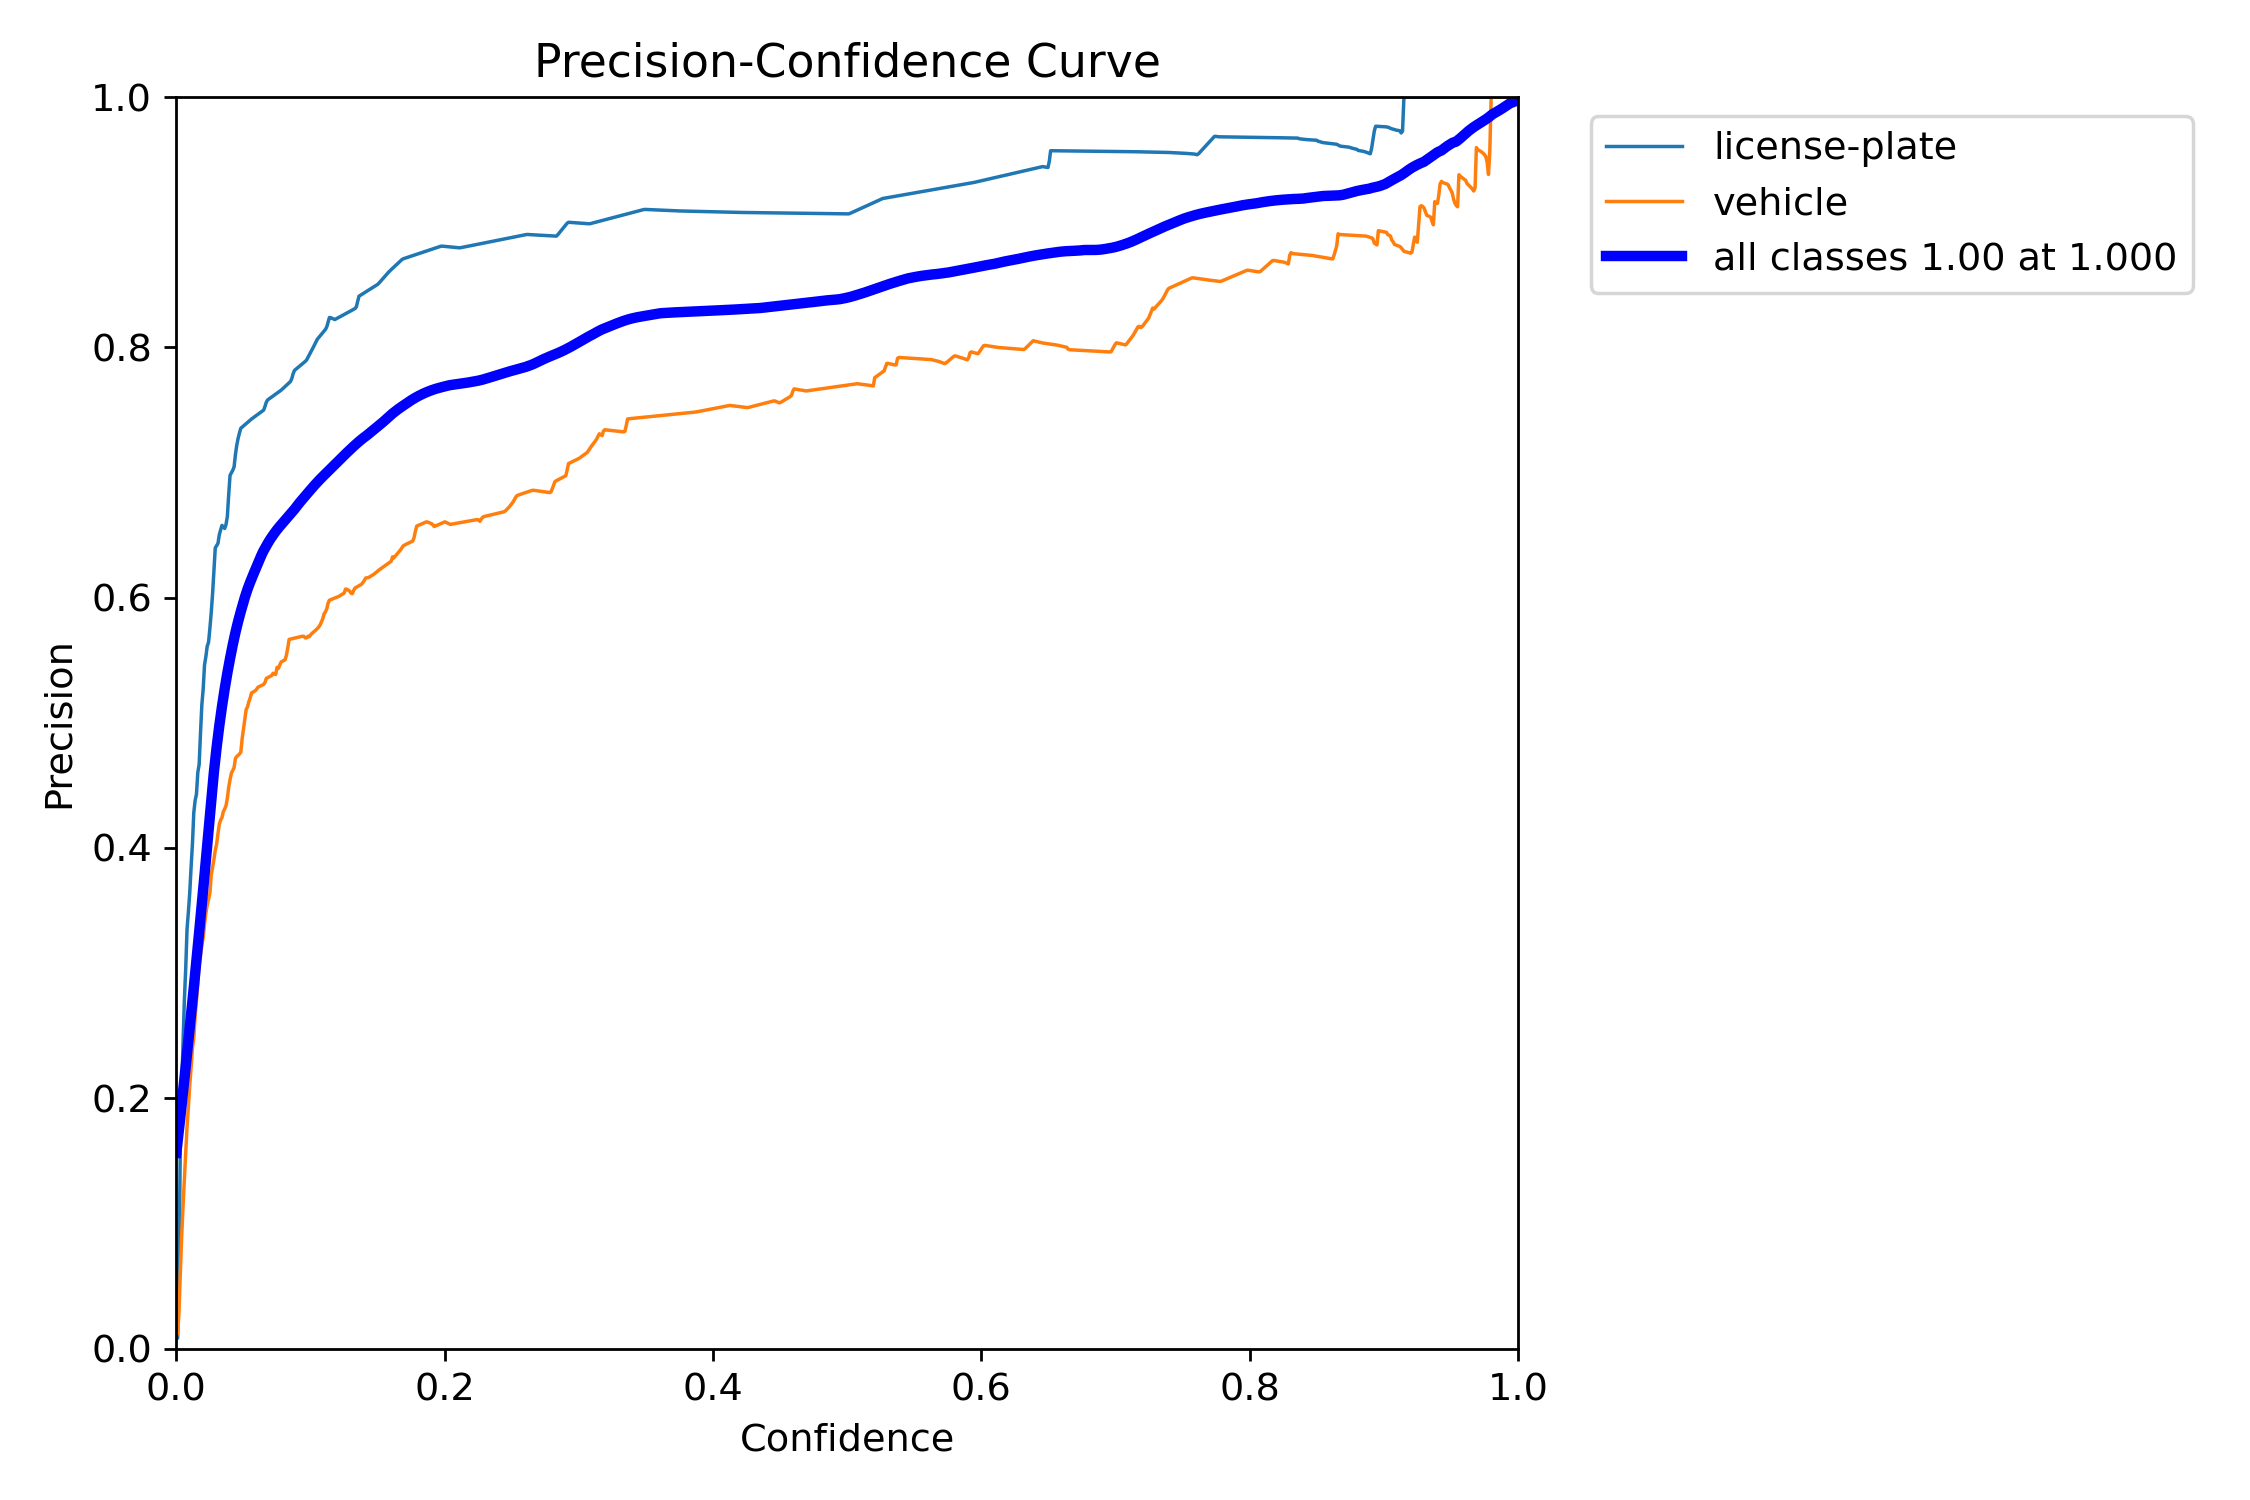 Precision-Confidence Curve
1.0
0.8
0.6
0.4
0.2
0.0
Precision
0.0 0.2 0.4 0.6 0.8 1.0
Confidence
license-plate
vehicle
all classes 1.00 at 1.000